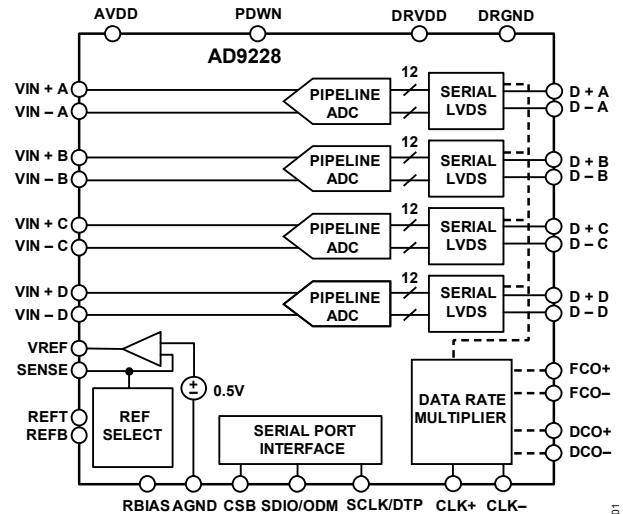 AVDD PDWN DRVDD DRGND
AD9228
VIN + A
VIN – A
PIPELINE
ADC
12
SERIAL
LVDS
D + A
D – A
VIN + B
VIN – B
PIPELINE
ADC
12
SERIAL
LVDS
D + B
D – B
VIN + C
VIN – C
PIPELINE
ADC
12
SERIAL
LVDS
D + C
D – C
VIN + D
VIN – D
PIPELINE
ADC
12
SERIAL
LVDS
D + D
D – D
VREF
SENSE
+
–
0.5V
REFT
REFB
REF
SELECT
SERIAL PORT
INTERFACE
DATA RATE
MULTIPLIER
FCO+
FCO–
DCO+
DCO–
RBIAS AGND CSB SDIO/ODM SCLK/DTP CLK+ CLK–
01